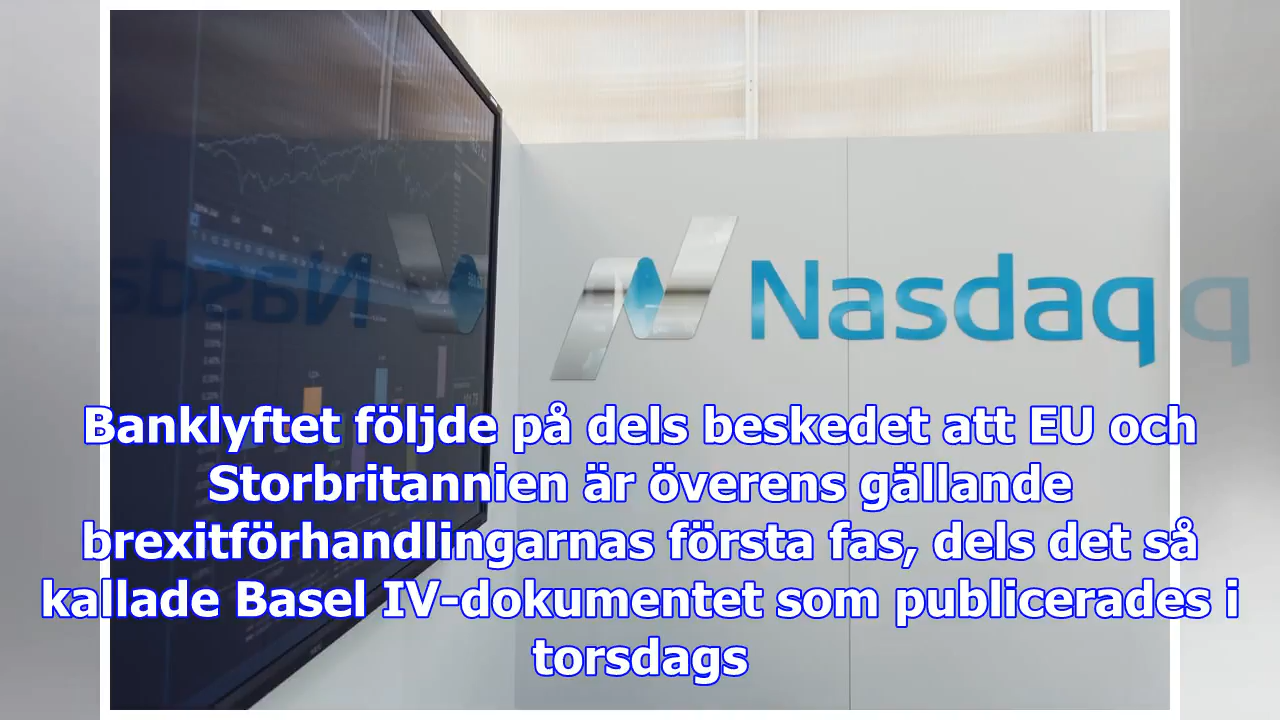 Nasdaq
Banklyftet följde på dels beskedet att EU och
Storbritannien är överens gällande
brexitförhandlingarnas första fas, dels det så
kallade Basel IV-dokumentet som publicerades i
torsdags